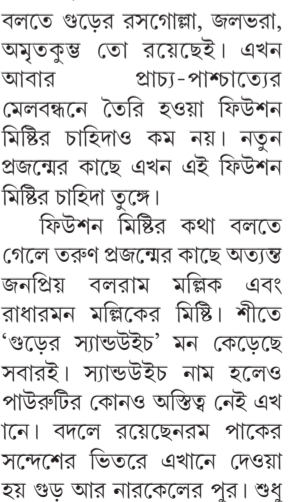 বলতে গুড়ের রসগোল্লা, জলভরা,
অমৃতকুম্ভ তো রয়েছেই। এখন
আবার প্রাচ্য-পাশ্চাত্যের
মেলবন্ধনে তৈরি হওয়া ফিউশন
মিষ্টির চাহিদাও কম নয়। নতুন
প্রজন্মের কাছে এখন এই ফিউশন
মিষ্টির চাহিদা তুঙ্গে।
ফিউশন মিষ্টির কথা বলতে
গেলে তরুণ প্রজন্মের কাছে অত্যন্ত
জনপ্রিয় বলরাম মল্লিক এবং
রাধারমন মল্লিকের মিষ্টি। শীতে
‘গুড়ের স্যান্ডউইচ’ মন কেড়েছে
সবারই। স্যান্ডউইচ নাম হলেও
পাউরুটির কোনও অস্তিত্ব নেই এখ
ানে। বদলে রয়েছেনরম পাকের
সন্দেশের ভিতরে এখানে দেওয়া
হয় গুড় আর নারকেলের পুর। শুধু